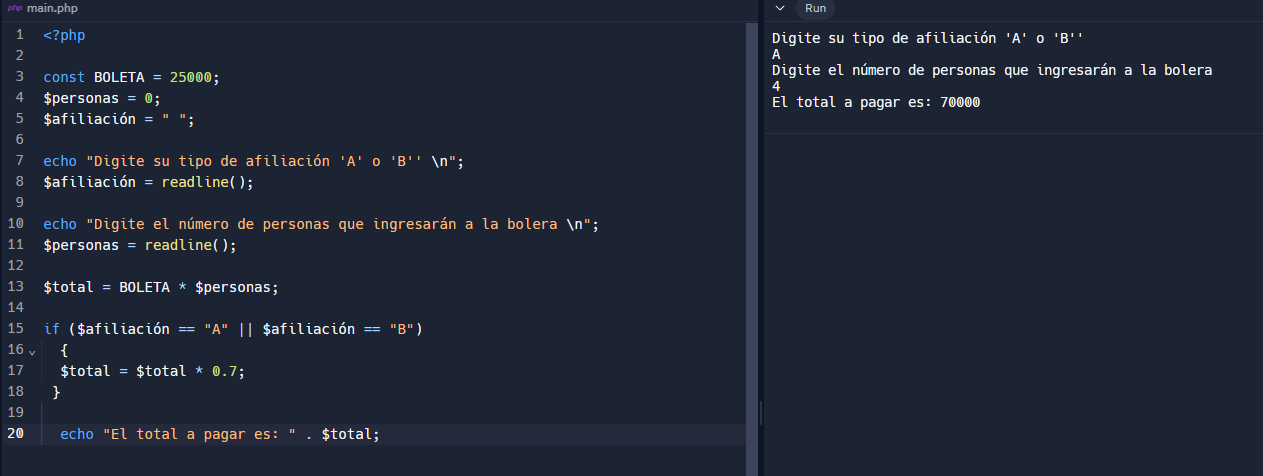 php main.php
1 <?php
2
3 const BOLETA = 25000;
4 $personas = 0;
5 $afiliación = " ";
6
7 echo "Digite su tipo de afiliación 'A' o 'B'' \n";
8 $afiliación = readline();
9
10 echo "Digite el número de personas que ingresarán a la bolera \n";
11 $personas = readline();
12
13 $total = BOLETA * $personas;
14
15 if ($afiliación == "A" || $afiliación == "B")
16 {
17 $total = $total * 0.7;
18 }
19
20 echo "El total a pagar es: " . $total;
Run
Digite su tipo de afiliación 'A' o 'B''
A
Digite el número de personas que ingresarán a la bolera
4
El total a pagar es: 70000